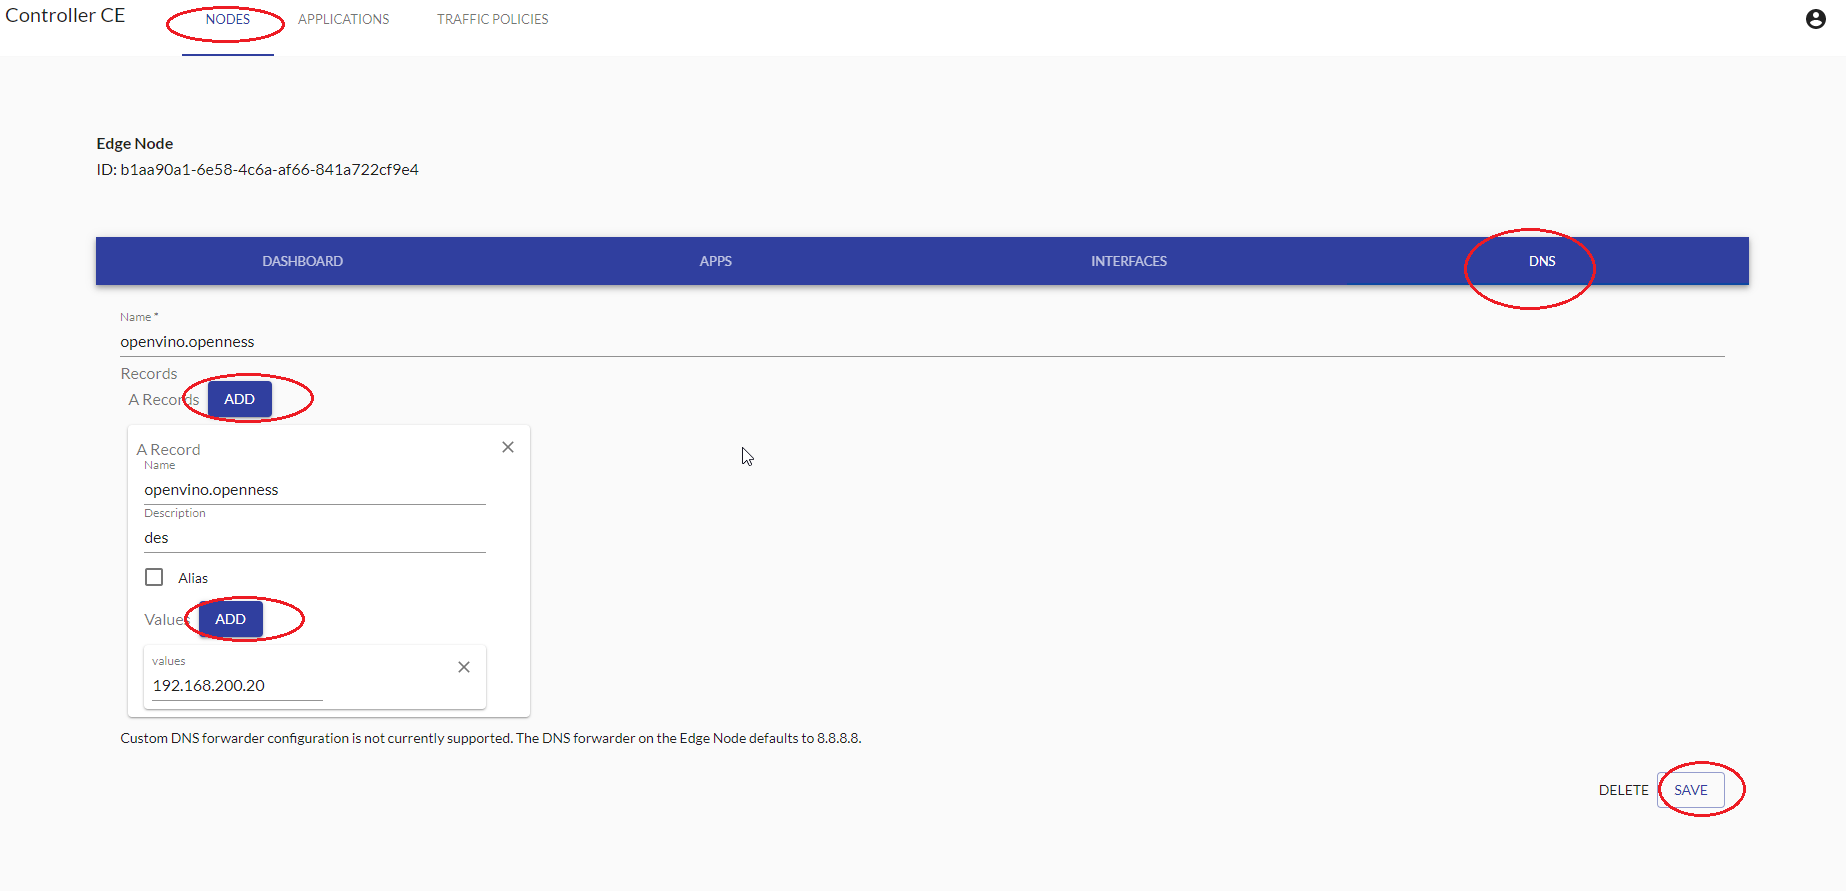 Controller CE
NODES APPLICATIONS TRAFFIC POLICIES
Edge Node
ID: b1aa90a1-6e58-4c6a-af66-841a722cf9e4
DASHBOARD APPS INTERFACES DNS
Name *
openvino.openness
Records
A Records ADD
A Record
Name
openvino.openness
Description
des
Alias
Values ADD
values
192.168.200.20
Custom DNS forwarder configuration is not currently supported. The DNS forwarder on the Edge Node defaults to 8.8.8.8.
DELETE SAVE